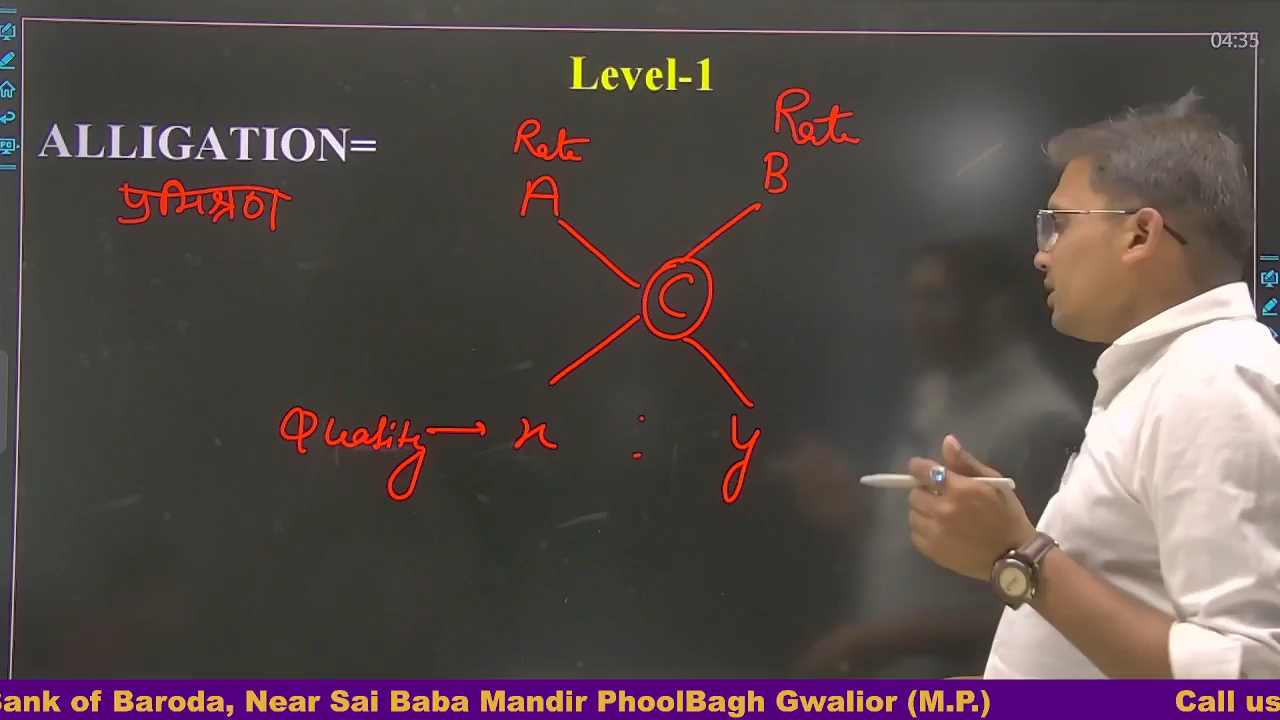 04:35
Level-1
ALLIGATION=
प्रमिश्रण
Rate Rate
A B
C
Quality → x : y
Bank of Baroda, Near Sai Baba Mandir PhoolBagh Gwalior (M.P.) Call us